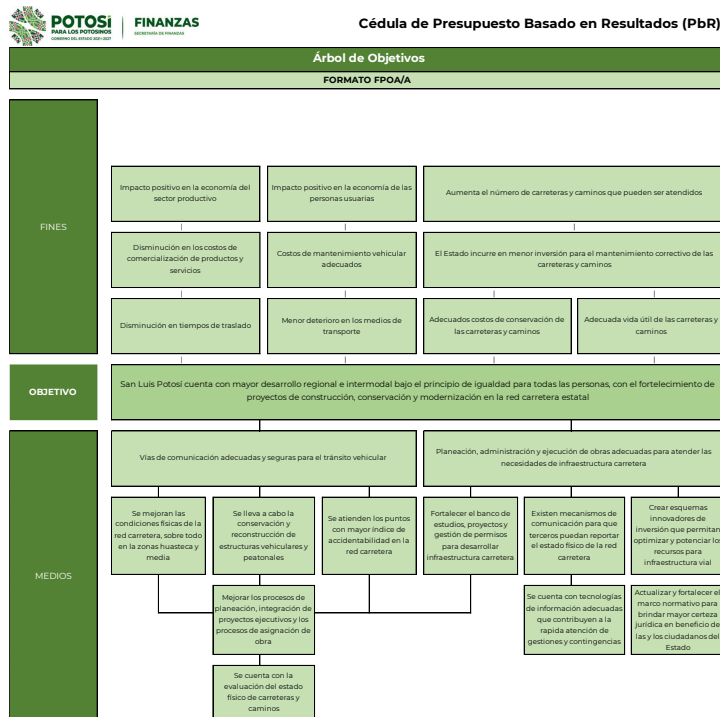 POTOSÍ
PARA LOS POTOSINOS
GOBIERNO DEL ESTADO 2021-2027
FINANZAS
SECRETARÍA DE FINANZAS
Cédula de Presupuesto Basado en Resultados (PbR)
Árbol de Objetivos
FORMATO FPOA/A
FINES
Impacto positivo en la economía del
sector productivo
Impacto positivo en la economía de las
personas usuarias
Aumenta el número de carreteras y caminos que pueden ser atendidos
Disminución en los costos de
comercialización de productos y
servicios
Costos de mantenimiento vehicular
adecuados
El Estado incurre en menor inversión para el mantenimiento correctivo de las
carreteras y caminos
Disminución en tiempos de traslado
Menor deterioro en los medios de
transporte
Adecuados costos de conservación de
las carreteras y caminos
Adecuada vida útil de las carreteras y
caminos
OBJETIVO
San Luis Potosí cuenta con mayor desarrollo regional e intermodal bajo el principio de igualdad para todas las personas, con el fortelecimiento de
proyectos de construcción, conservación y modernización en la red carretera estatal
MEDIOS
Vías de comunicación adecuadas y seguras para el tránsito vehicular
Planeación, administración y ejecución de obras adecuadas para atender las
necesidades de infraestructura carretera
Se mejoran las
condiciones físicas de la
red carretera, sobre todo
en la zonas huasteca y
media
Se lleva a cabo la
conservación y
reconstrucción de
estructuras vehiculares y
peatonales
Se atienden los puntos
con mayor índice de
accidentabilidad en la
red carretera
Fortalecer el banco de
estudios, proyectos y
gestión de permisos
para desarrollar
infraestructura carretera
Existen mecanismos de
comunicación para que
terceros puedan reportar
el estado físico de la red
carretera
Crear esquemas
innovadores de
inversión que permitan
optimizar y potenciar los
recursos para
infraestructura vial
Mejorar los procesos de
planeación, integración de
proyectos ejecutivos y los
procesos de asignación de
obra
Se cuenta con tecnologías
de información adecuadas
que contribuyen a la
rapida atención de
gestiones y contingencias
Actualizar y fortalecer el
marco normativo para
brindar mayor certeza
jurídica en beneficio de
las y los ciudadanos del
Estado
Se cuenta con la
evaluación del estado
físico de carreteras y
caminos